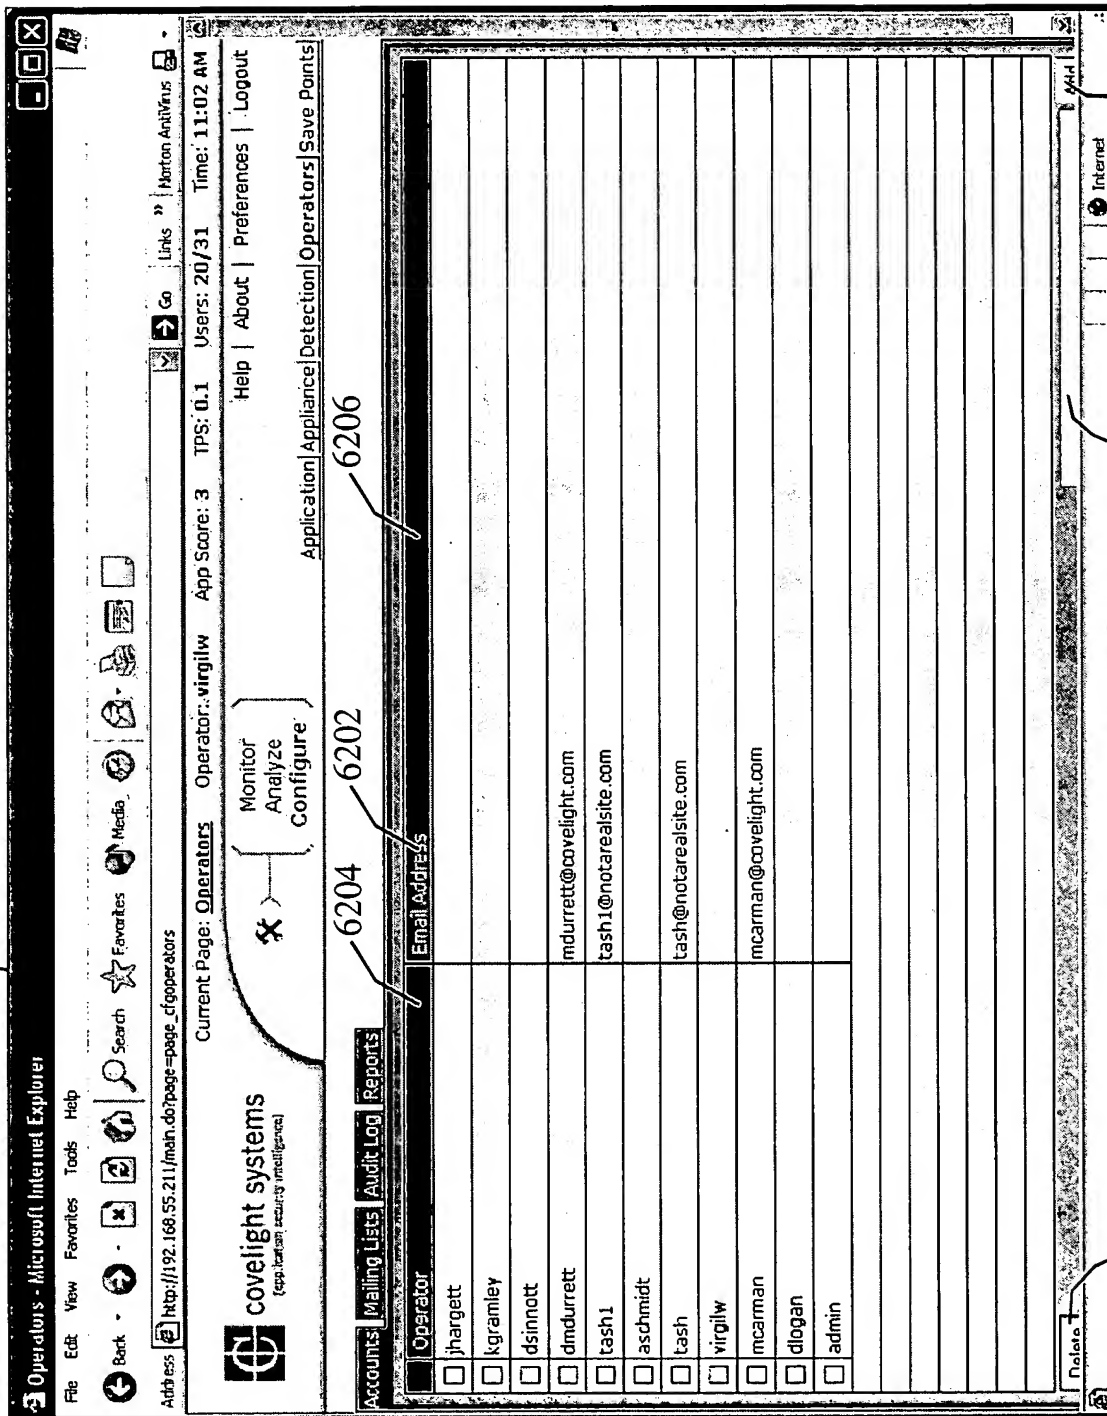 Operators - Microsoft Internet Explorer
File Edit View Favorites Tools Help
Back Search Favorites Media
Address http://192.168.55.211/main.do?page=page_cfgoperators Go Links » Norton AntiVirus
Current Page: Operators Operator: virgilw App Score: 3 TPS: 0.1 Users: 20/31 Time: 11:02 AM
covelight systems
[application security intelligence]
Monitor
Analyze
Configure
Help | About | Preferences | Logout
Application | Appliance | Detection | Operators | Save Points
6204 6202 6206
Accounts Mailing Lists Audit Log Reports
Operator Email Address
jhargett
kgramley
dsinnott
dmdurrett mdurrett@covelight.com
tash1 tash1@notarealsite.com
aschmidt
tash tash@notarealsite.com
virgilw
mcarman mcarman@covelight.com
dlogan
admin
Delete Add
Internet